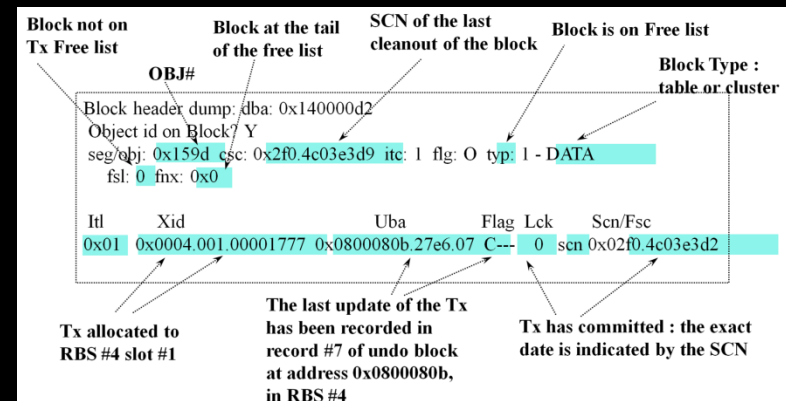 Block not on
Tx Free list
Block at the tail
of the free list
SCN of the last
cleanout of the block
Block is on Free list
OBJ#
Block Type :
table or cluster
Block header dump: dba: 0x140000d2
Object id on Block? Y
seg/obj: 0x159d csc: 0x2f0.4c03e3d9 itc: 1 flg: O typ: 1 - DATA
fsl: 0 fnx: 0x0
Itl Xid Uba Flag Lck Scn/Fsc
0x01 0x0004.001.00001777 0x0800080b.27e6.07 C--- 0 scn 0x02f0.4c03e3d2
Tx allocated to
RBS #4 slot #1
The last update of the Tx
has been recorded in
record #7 of undo block
at address 0x0800080b,
in RBS #4
Tx has committed : the exact
date is indicated by the SCN